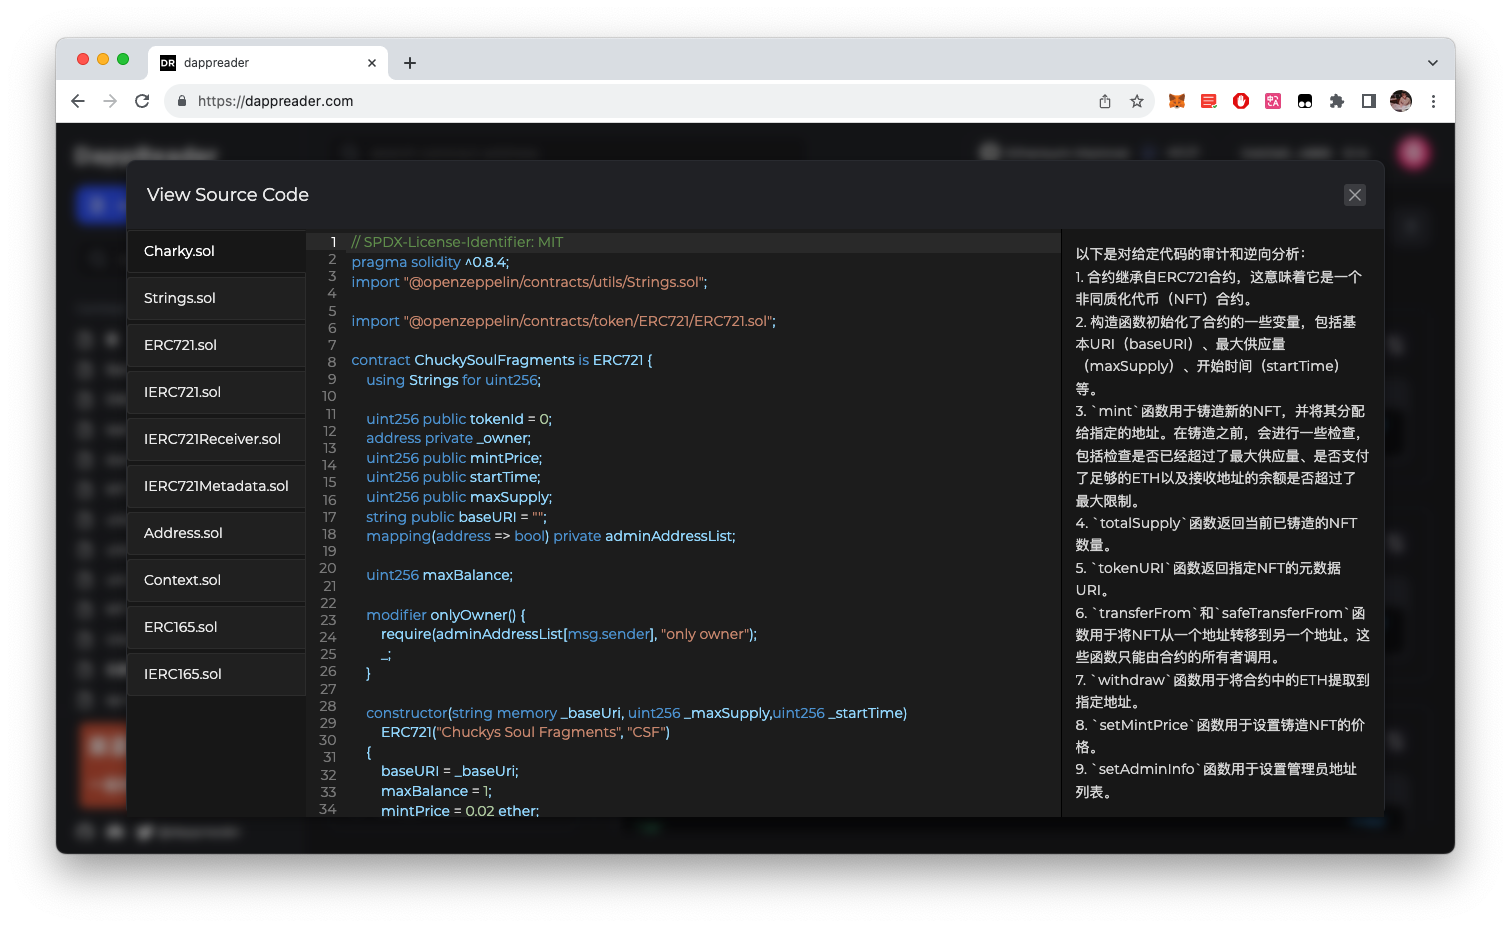 DR dappreader
https://dappreader.com
DappReader
View Source Code
Charky.sol
Strings.sol
ERC721.sol
IERC721.sol
IERC721Receiver.sol
IERC721Metadata.sol
Address.sol
Context.sol
ERC165.sol
IERC165.sol
1
2
3
4
5
6
7
8
9
10
11
12
13
14
15
16
17
18
19
20
21
22
23
24
25
26
27
28
29
30
31
32
33
34
// SPDX-License-Identifier: MIT
pragma solidity ^0.8.4;
import "@openzeppelin/contracts/utils/Strings.sol";
import "@openzeppelin/contracts/token/ERC721/ERC721.sol";
contract ChuckySoulFragments is ERC721 {
using Strings for uint256;
uint256 public tokenId = 0;
address private _owner;
uint256 public mintPrice;
uint256 public startTime;
uint256 public maxSupply;
string public baseURI = "";
mapping(address => bool) private adminAddressList;
uint256 maxBalance;
modifier onlyOwner() {
require(adminAddressList[msg.sender], "only owner");
_;
}
constructor(string memory _baseUri, uint256 _maxSupply,uint256 _startTime)
ERC721("Chuckys Soul Fragments", "CSF")
{
baseURI = _baseUri;
maxBalance = 1;
mintPrice = 0.02 ether;
以下是对给定代码的审计和逆向分析：
1. 合约继承自ERC721合约，这意味着它是一个
非同质化代币（NFT）合约。
2. 构造函数初始化了合约的一些变量，包括基
本URI（baseURI）、最大供应量
（maxSupply）、开始时间（startTime）
等。
3. `mint`函数用于铸造新的NFT，并将其分配
给指定的地址。在铸造之前，会进行一些检查，
包括检查是否已经超过了最大供应量、是否支付
了足够的ETH以及接收地址的余额是否超过了
最大限制。
4. `totalSupply`函数返回当前已铸造的NFT
数量。
5. `tokenURI`函数返回指定NFT的元数据
URI。
6. `transferFrom`和`safeTransferFrom`函
数用于将NFT从一个地址转移到另一个地址。这
些函数只能由合约的所有者调用。
7. `withdraw`函数用于将合约中的ETH提取到
指定地址。
8. `setMintPrice`函数用于设置铸造NFT的价
格。
9. `setAdminInfo`函数用于设置管理员地址
列表。